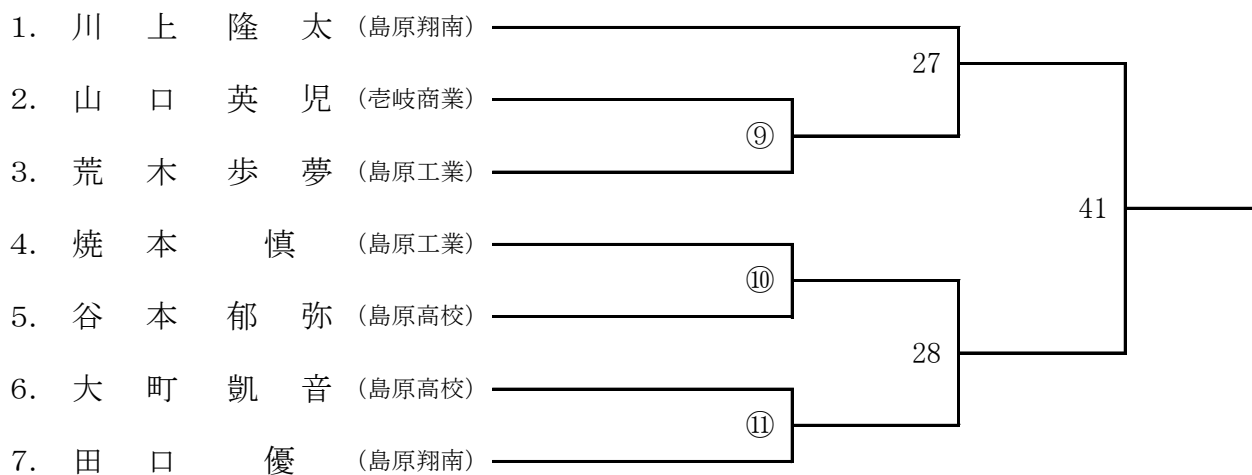 1. 川上隆太 (島原翔南)
27
2. 山口英児 (壱岐商業)
⑨
3. 荒木歩夢 (島原工業)
41
4. 焼本慎 (島原工業)
⑩
5. 谷本郁弥 (島原高校)
28
6. 大町凱音 (島原高校)
⑪
7. 田口優 (島原翔南)